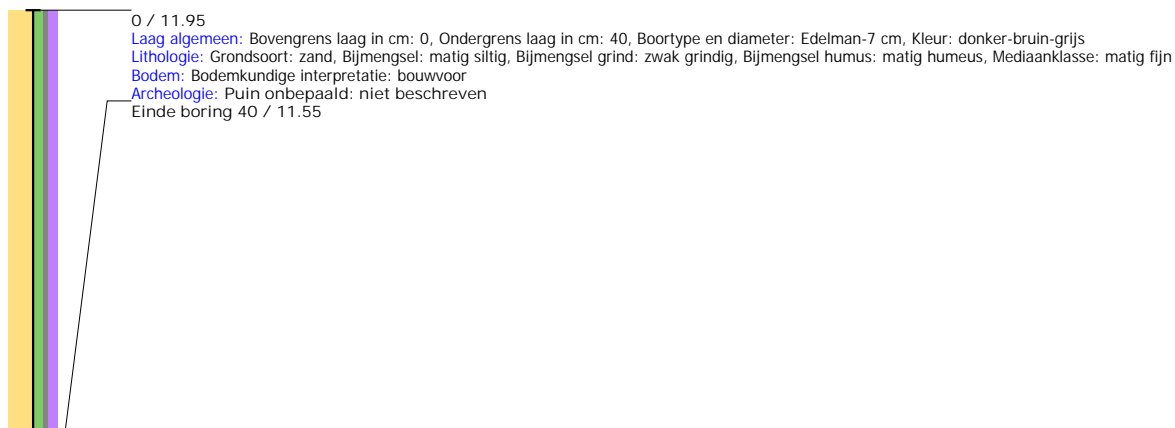 0 / 11.95
Laag algemeen: Bovengrens laag in cm: 0, Ondergrens laag in cm: 40, Boortype en diameter: Edelman-7 cm, Kleur: donker-bruin-grijs
Lithologie: Grondsoort: zand, Bijmengsel: matig siltig, Bijmengsel grind: zwak grindig, Bijmengsel humus: matig humeus, Mediaanklasse: matig fijn
Bodem: Bodemkundige interpretatie: bouwvoor
Archeologie: Puin onbepaald: niet beschreven
Einde boring 40 / 11.55